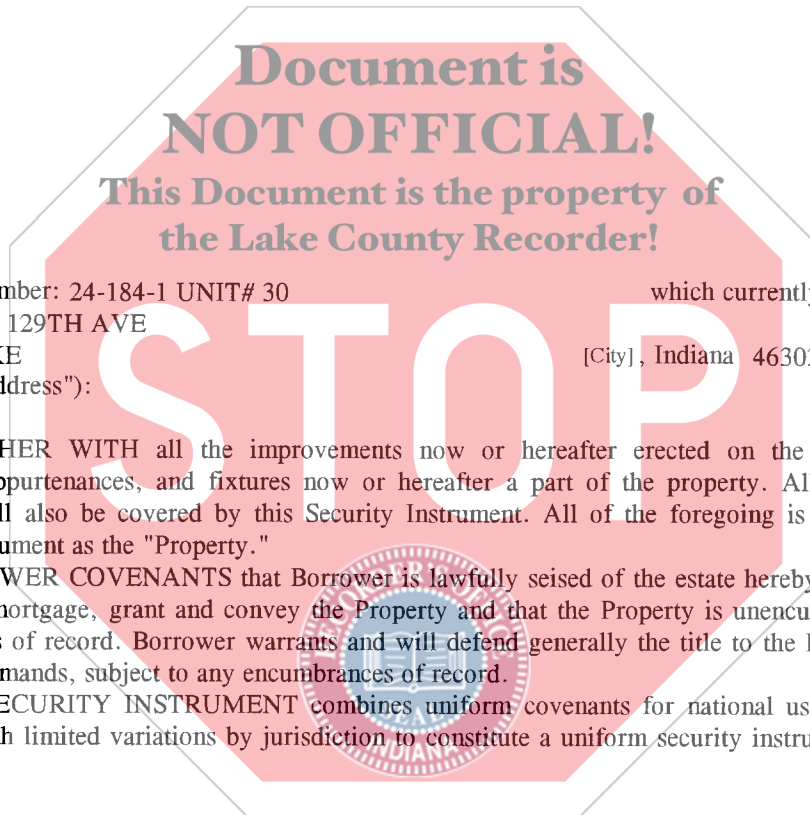 Document is
NOT OFFICIAL!
This Document is the property of
the Lake County Recorder!
mber: 24-184-1 UNIT# 30 which currently
129TH AVE
KE [City], Indiana 4630
ddress"):
STOP
HER WITH all the improvements now or hereafter erected on the
ppurtenances, and fixtures now or hereafter a part of the property. Al
ll also be covered by this Security Instrument. All of the foregoing is
ument as the "Property."
WER COVENANTS that Borrower is lawfully seised of the estate hereby
mortgage, grant and convey the Property and that the Property is unencu
s of record. Borrower warrants and will defend generally the title to the
mands, subject to any encumbrances of record.
ECURITY INSTRUMENT combines uniform covenants for national us
h limited variations by jurisdiction to constitute a uniform security instru
SEAL
INDIANA